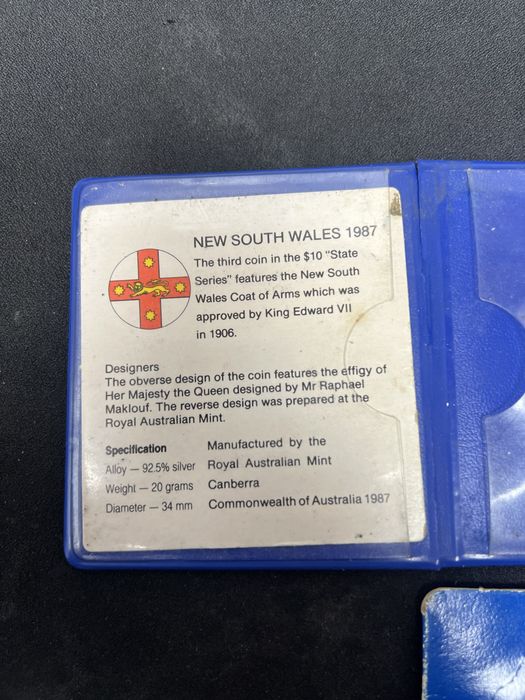 NEW SOUTH WALES 1987
The third coin in the $10 "State
Series" features the New South
Wales Coat of Arms which was
approved by King Edward VII
in 1906.
Designers
The obverse design of the coin features the effigy of
Her Majesty the Queen designed by Mr Raphael
Maklouf. The reverse design was prepared at the
Royal Australian Mint.
Specification
Alloy — 92.5% silver
Weight — 20 grams
Diameter — 34 mm
Manufactured by the
Royal Australian Mint
Canberra
Commonwealth of Australia 1987